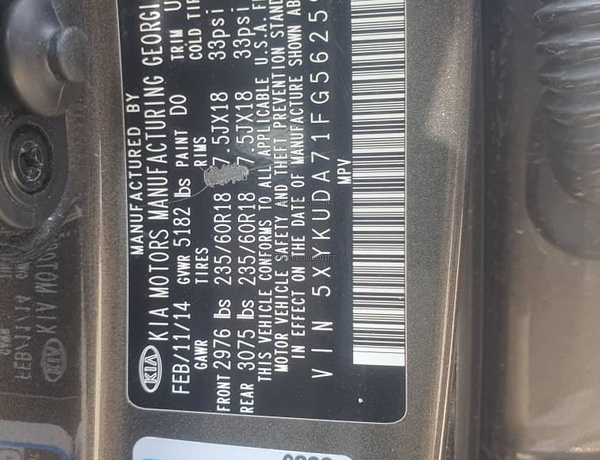 MANUFACTURED BY
KIA KIA MOTORS MANUFACTURING GEORGI
FEB/11/14 GVWR 5182 lbs PAINT DO TRIM U
GAWR TIRES RIMS COLD TI
FRONT 2976 lbs 235/60R18 7.5JX18 33psi
REAR 3075 lbs 235/60R18 7.5JX18 33psi
THIS VEHICLE CONFORMS TO ALL APPLICABLE U.S.A. F
MOTOR VEHICLE SAFETY AND THEFT PREVENTION STAND
IN EFFECT ON THE DATE OF MANUFACTURE SHOWN AB
VIN 5XYKUDA71FG5625
MPV